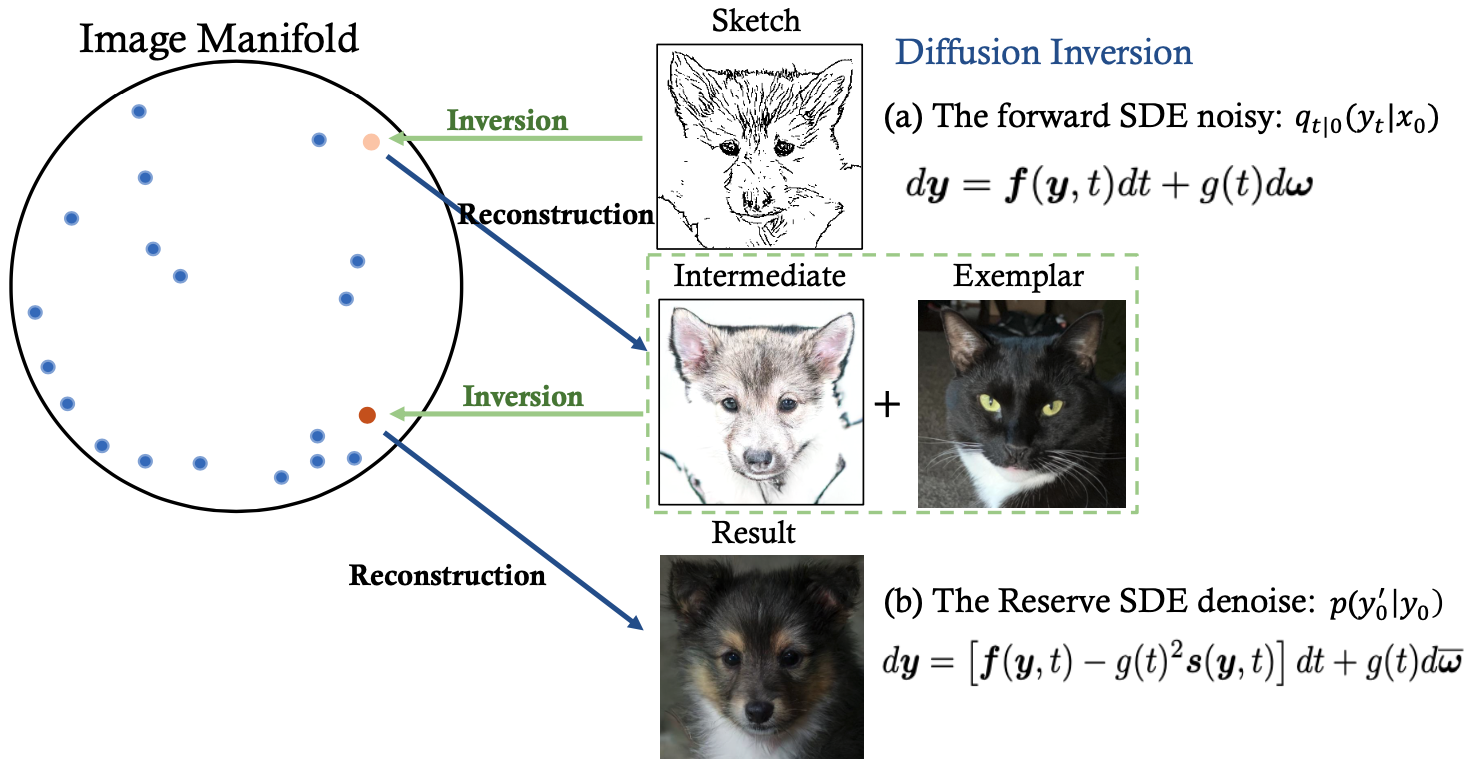 Image Manifold
Sketch
Diffusion Inversion
Inversion
(a) The forward SDE noisy: $q_{t|0}(y_t|x_0)$
$d\boldsymbol{y} = \boldsymbol{f}(\boldsymbol{y}, t)dt + g(t)d\boldsymbol{\omega}$
Reconstruction
Intermediate
Exemplar
Inversion
+
Result
Reconstruction
(b) The Reserve SDE denoise: $p(y_0'|y_0)$
$d\boldsymbol{y} = \left[\boldsymbol{f}(\boldsymbol{y}, t) - g(t)^2 \boldsymbol{s}(\boldsymbol{y}, t)\right] dt + g(t)d\overline{\boldsymbol{\omega}}$